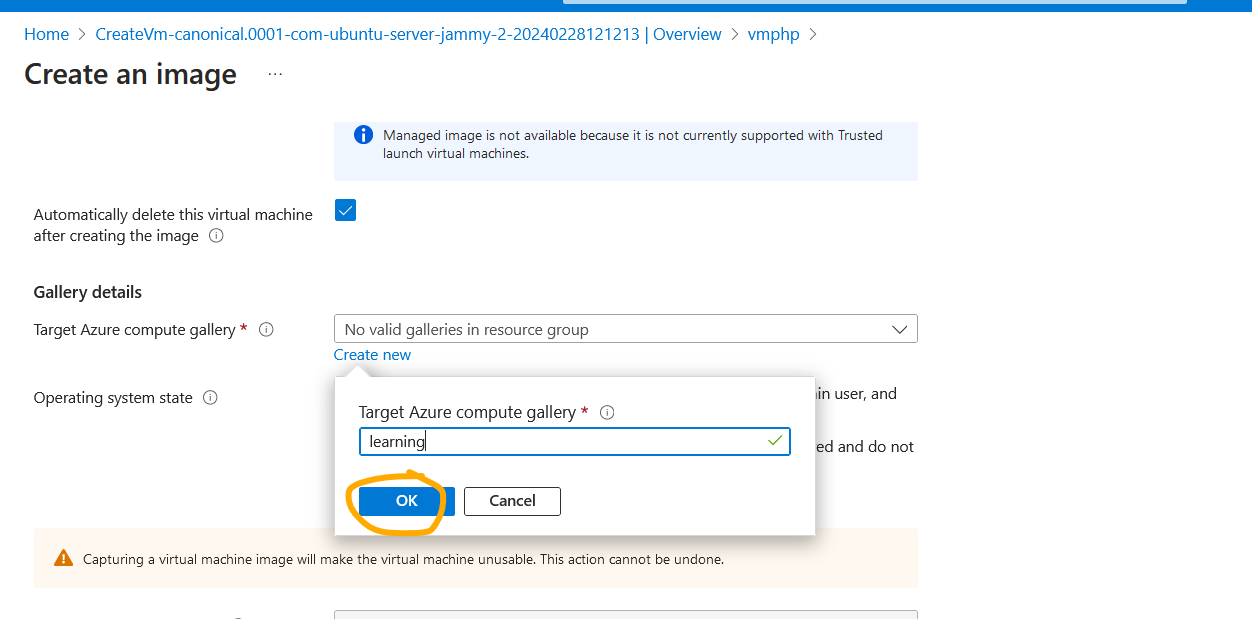 Home > CreateVm-canonical.0001-com-ubuntu-server-jammy-2-20240228121213 | Overview > vmphp >
Create an image ...
Managed image is not available because it is not currently supported with Trusted
launch virtual machines.
Automatically delete this virtual machine
after creating the image
Gallery details
Target Azure compute gallery *
No valid galleries in resource group
Create new
Operating system state
in user, and
Target Azure compute gallery *
learning
ed and do not
OK Cancel
Capturing a virtual machine image will make the virtual machine unusable. This action cannot be undone.